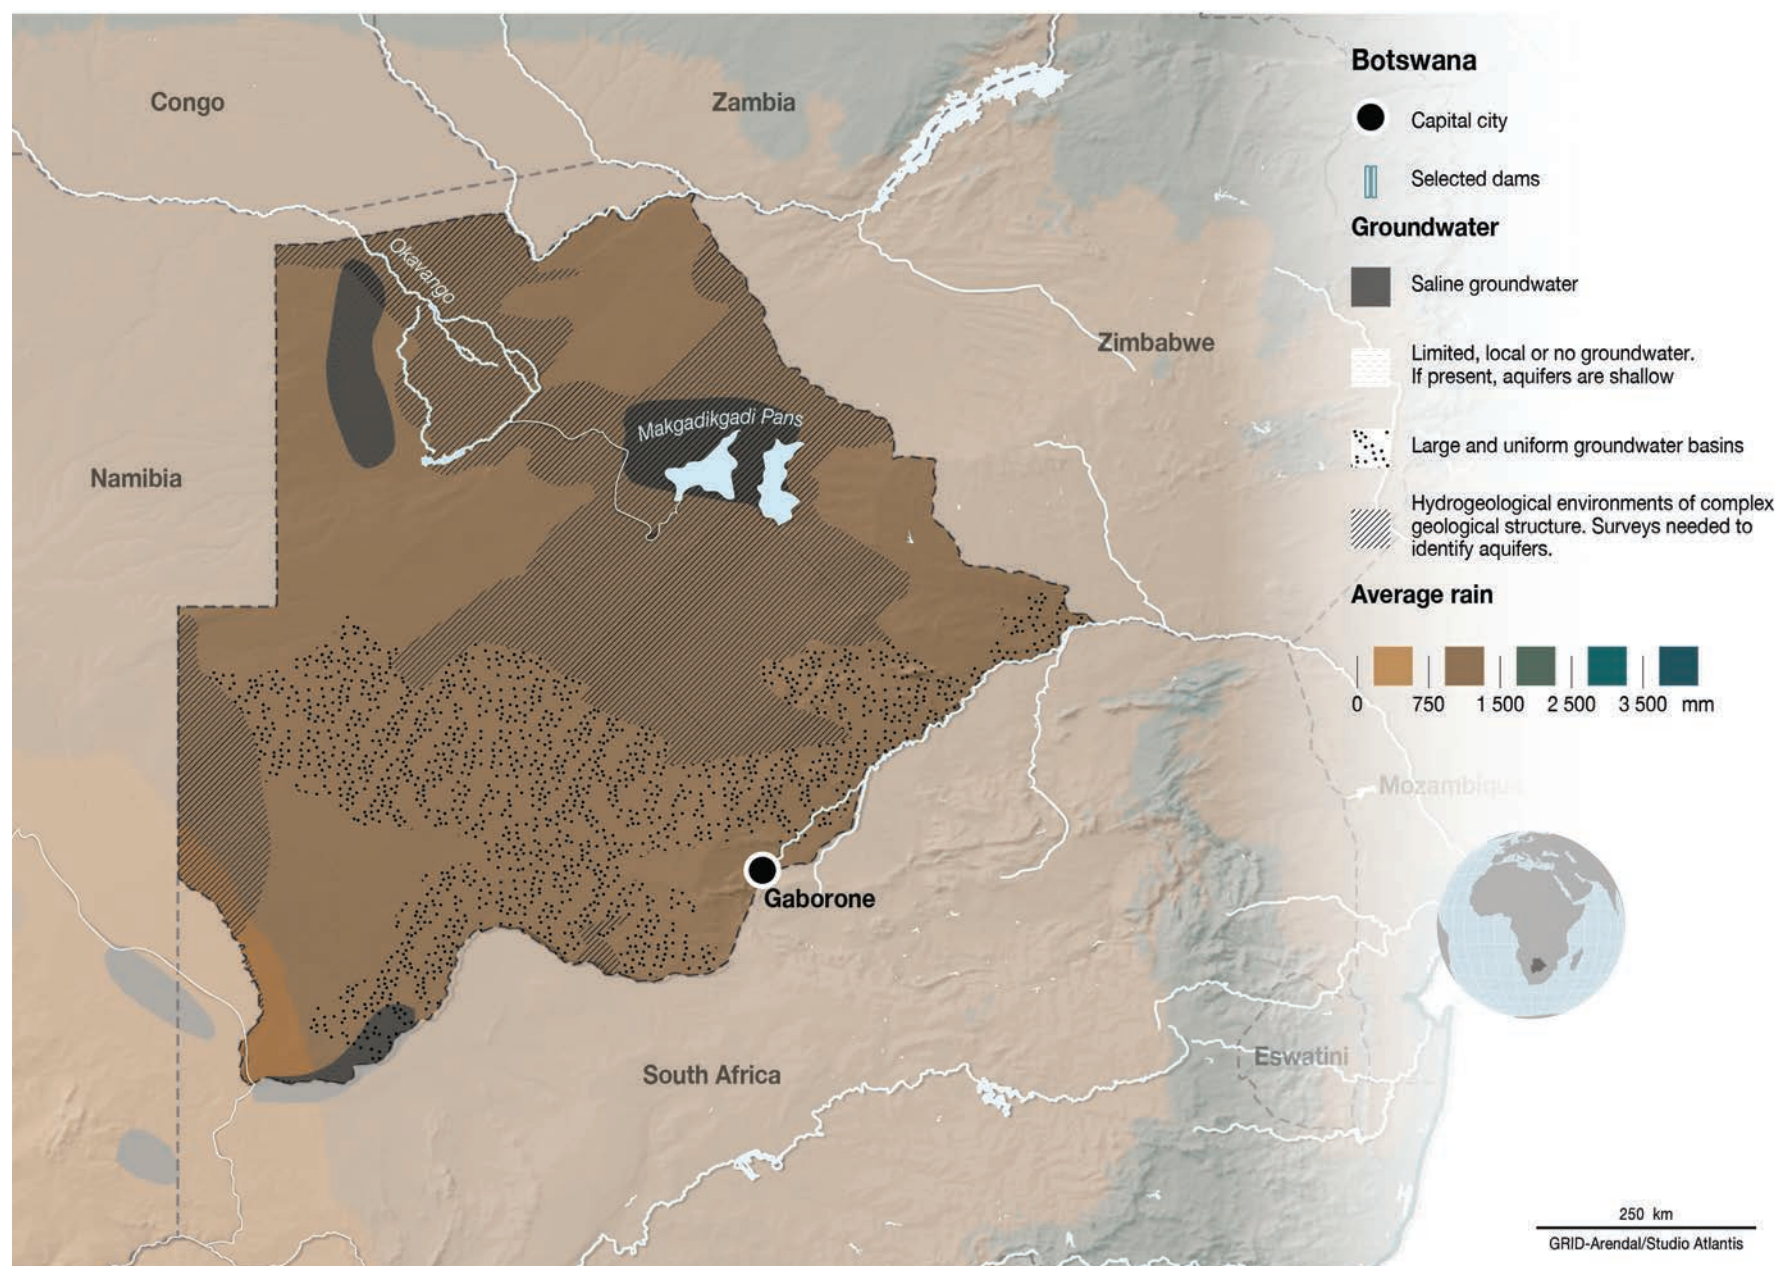 Congo
Zambia
Okavango
Zimbabwe
Makgadikgadi Pans
Namibia
Gaborone
South Africa
Eswatini
Mozambique
Botswana
Capital city
Selected dams
Groundwater
Saline groundwater
Limited, local or no groundwater.
If present, aquifers are shallow
Large and uniform groundwater basins
Hydrogeological environments of complex
geological structure. Surveys needed to
identify aquifers.
Average rain
0 750 1 500 2 500 3 500 mm
250 km
GRID-Arendal/Studio Atlantis